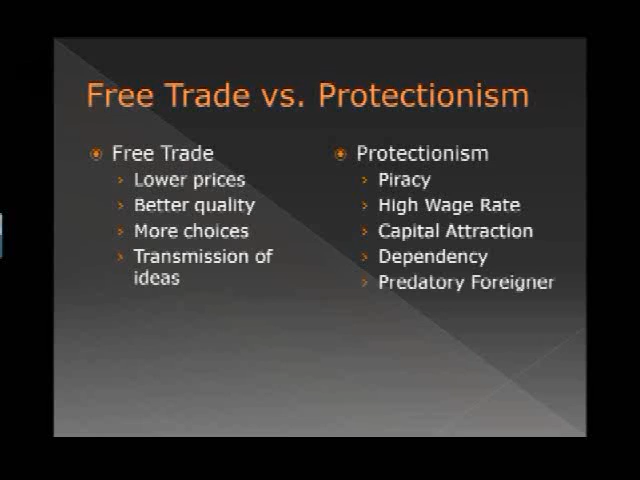 Free Trade vs. Protectionism
Free Trade
Lower prices
Better quality
More choices
Transmission of
ideas
Protectionism
Piracy
High Wage Rate
Capital Attraction
Dependency
Predatory Foreigner